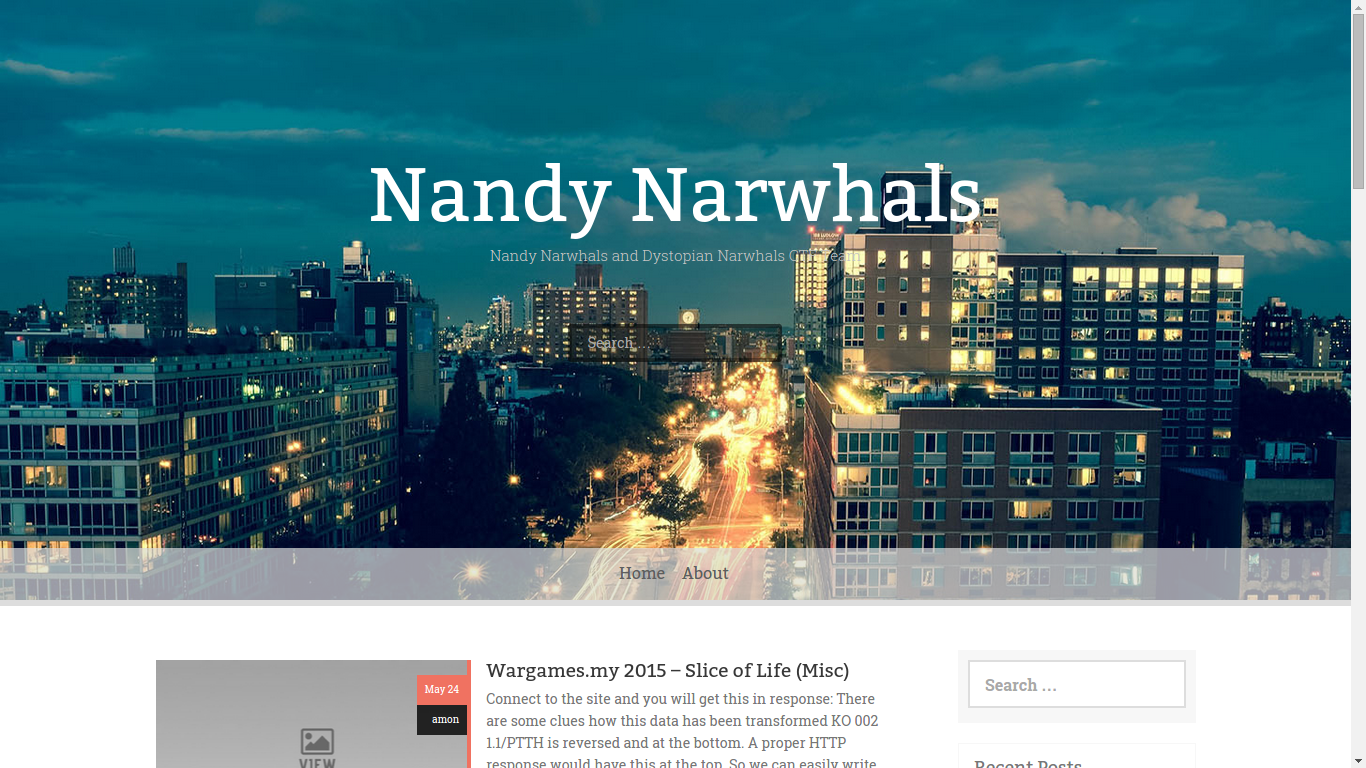 Nandy Narwhals
Nandy Narwhals and Dystopian Narwhals CTF Team
Search
Home About
May 24
amon
VIEW
Wargames.my 2015 – Slice of Life (Misc)
Connect to the site and you will get this in response: There
are some clues how this data has been transformed KO 002
1.1/PTTH is reversed and at the bottom. A proper HTTP
response would have this at the top. So we can easily write
Search …
Recent Posts